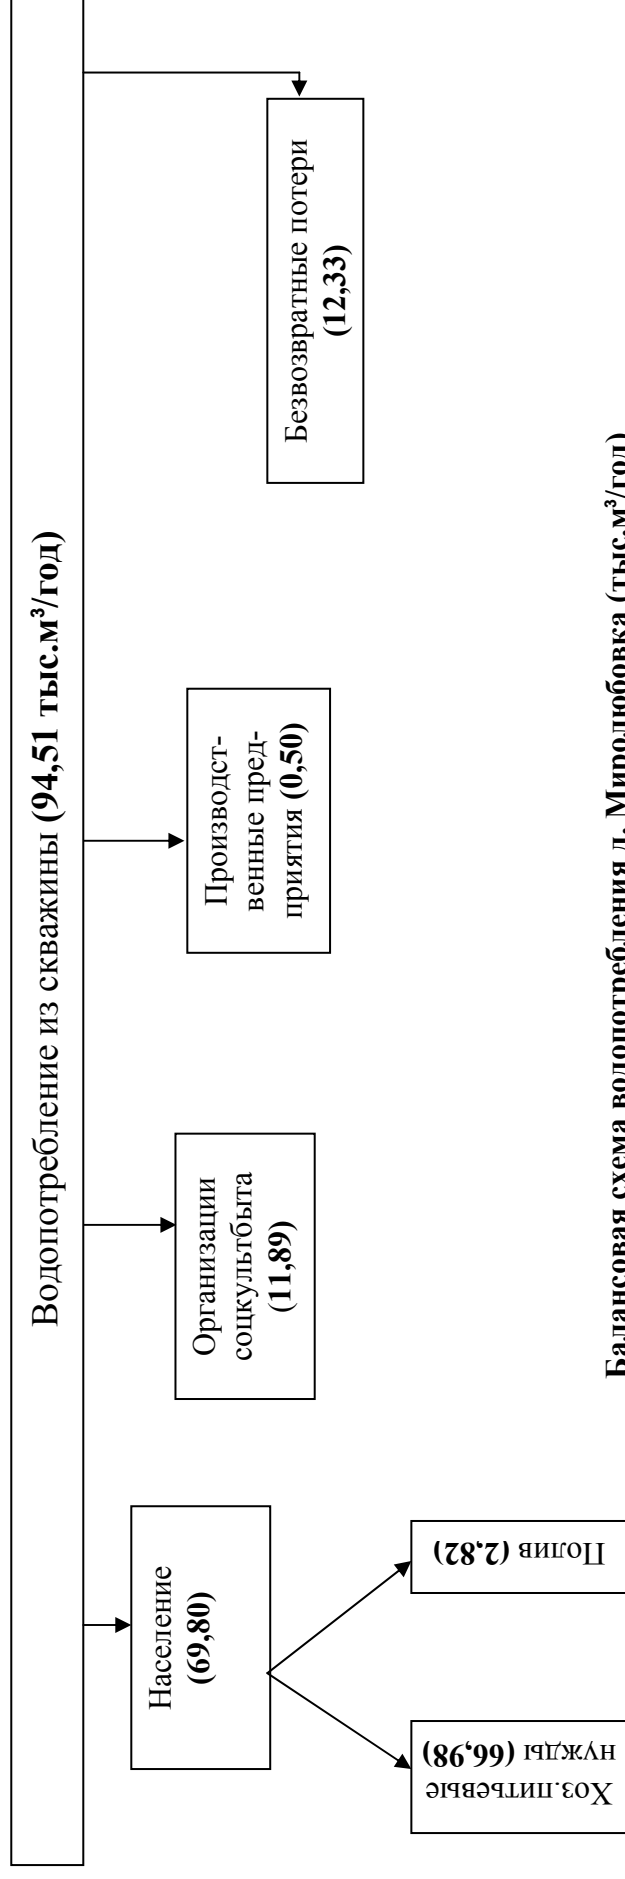 Водопотребление из скважины (94,51 тыс.м³/год)
Население
(69,80)
Организации
соцкультбыта
(11,89)
Производст-
венные пред-
приятия (0,50)
Безвозвратные потери
(12,33)
Хоз.питьевые
нужды (66,98)
Полив (2,82)
Балансовая схема водопотребления д. Миролюбовка (тыс.м³/год)